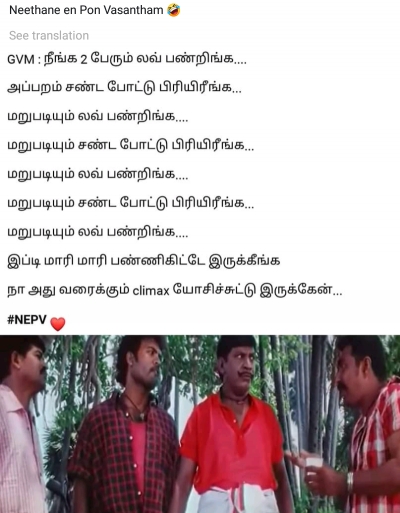 Neethane en Pon Vasantham 🤣
See translation
GVM : நீங்க 2 பேரும் லவ் பண்றிங்க....
அப்பறம் சண்ட போட்டு பிரியிரீங்க...
மறுபடியும் லவ் பண்றிங்க....
மறுபடியும் சண்ட போட்டு பிரியிரீங்க...
மறுபடியும் லவ் பண்றிங்க....
மறுபடியும் சண்ட போட்டு பிரியிரீங்க...
மறுபடியும் லவ் பண்றிங்க....
இப்டி மாரி மாரி பண்ணிகிட்டே இருக்கீங்க
நா அது வரைக்கும் climax யோசிச்சுட்டு இருக்கேன்...
#NEPV ❤️